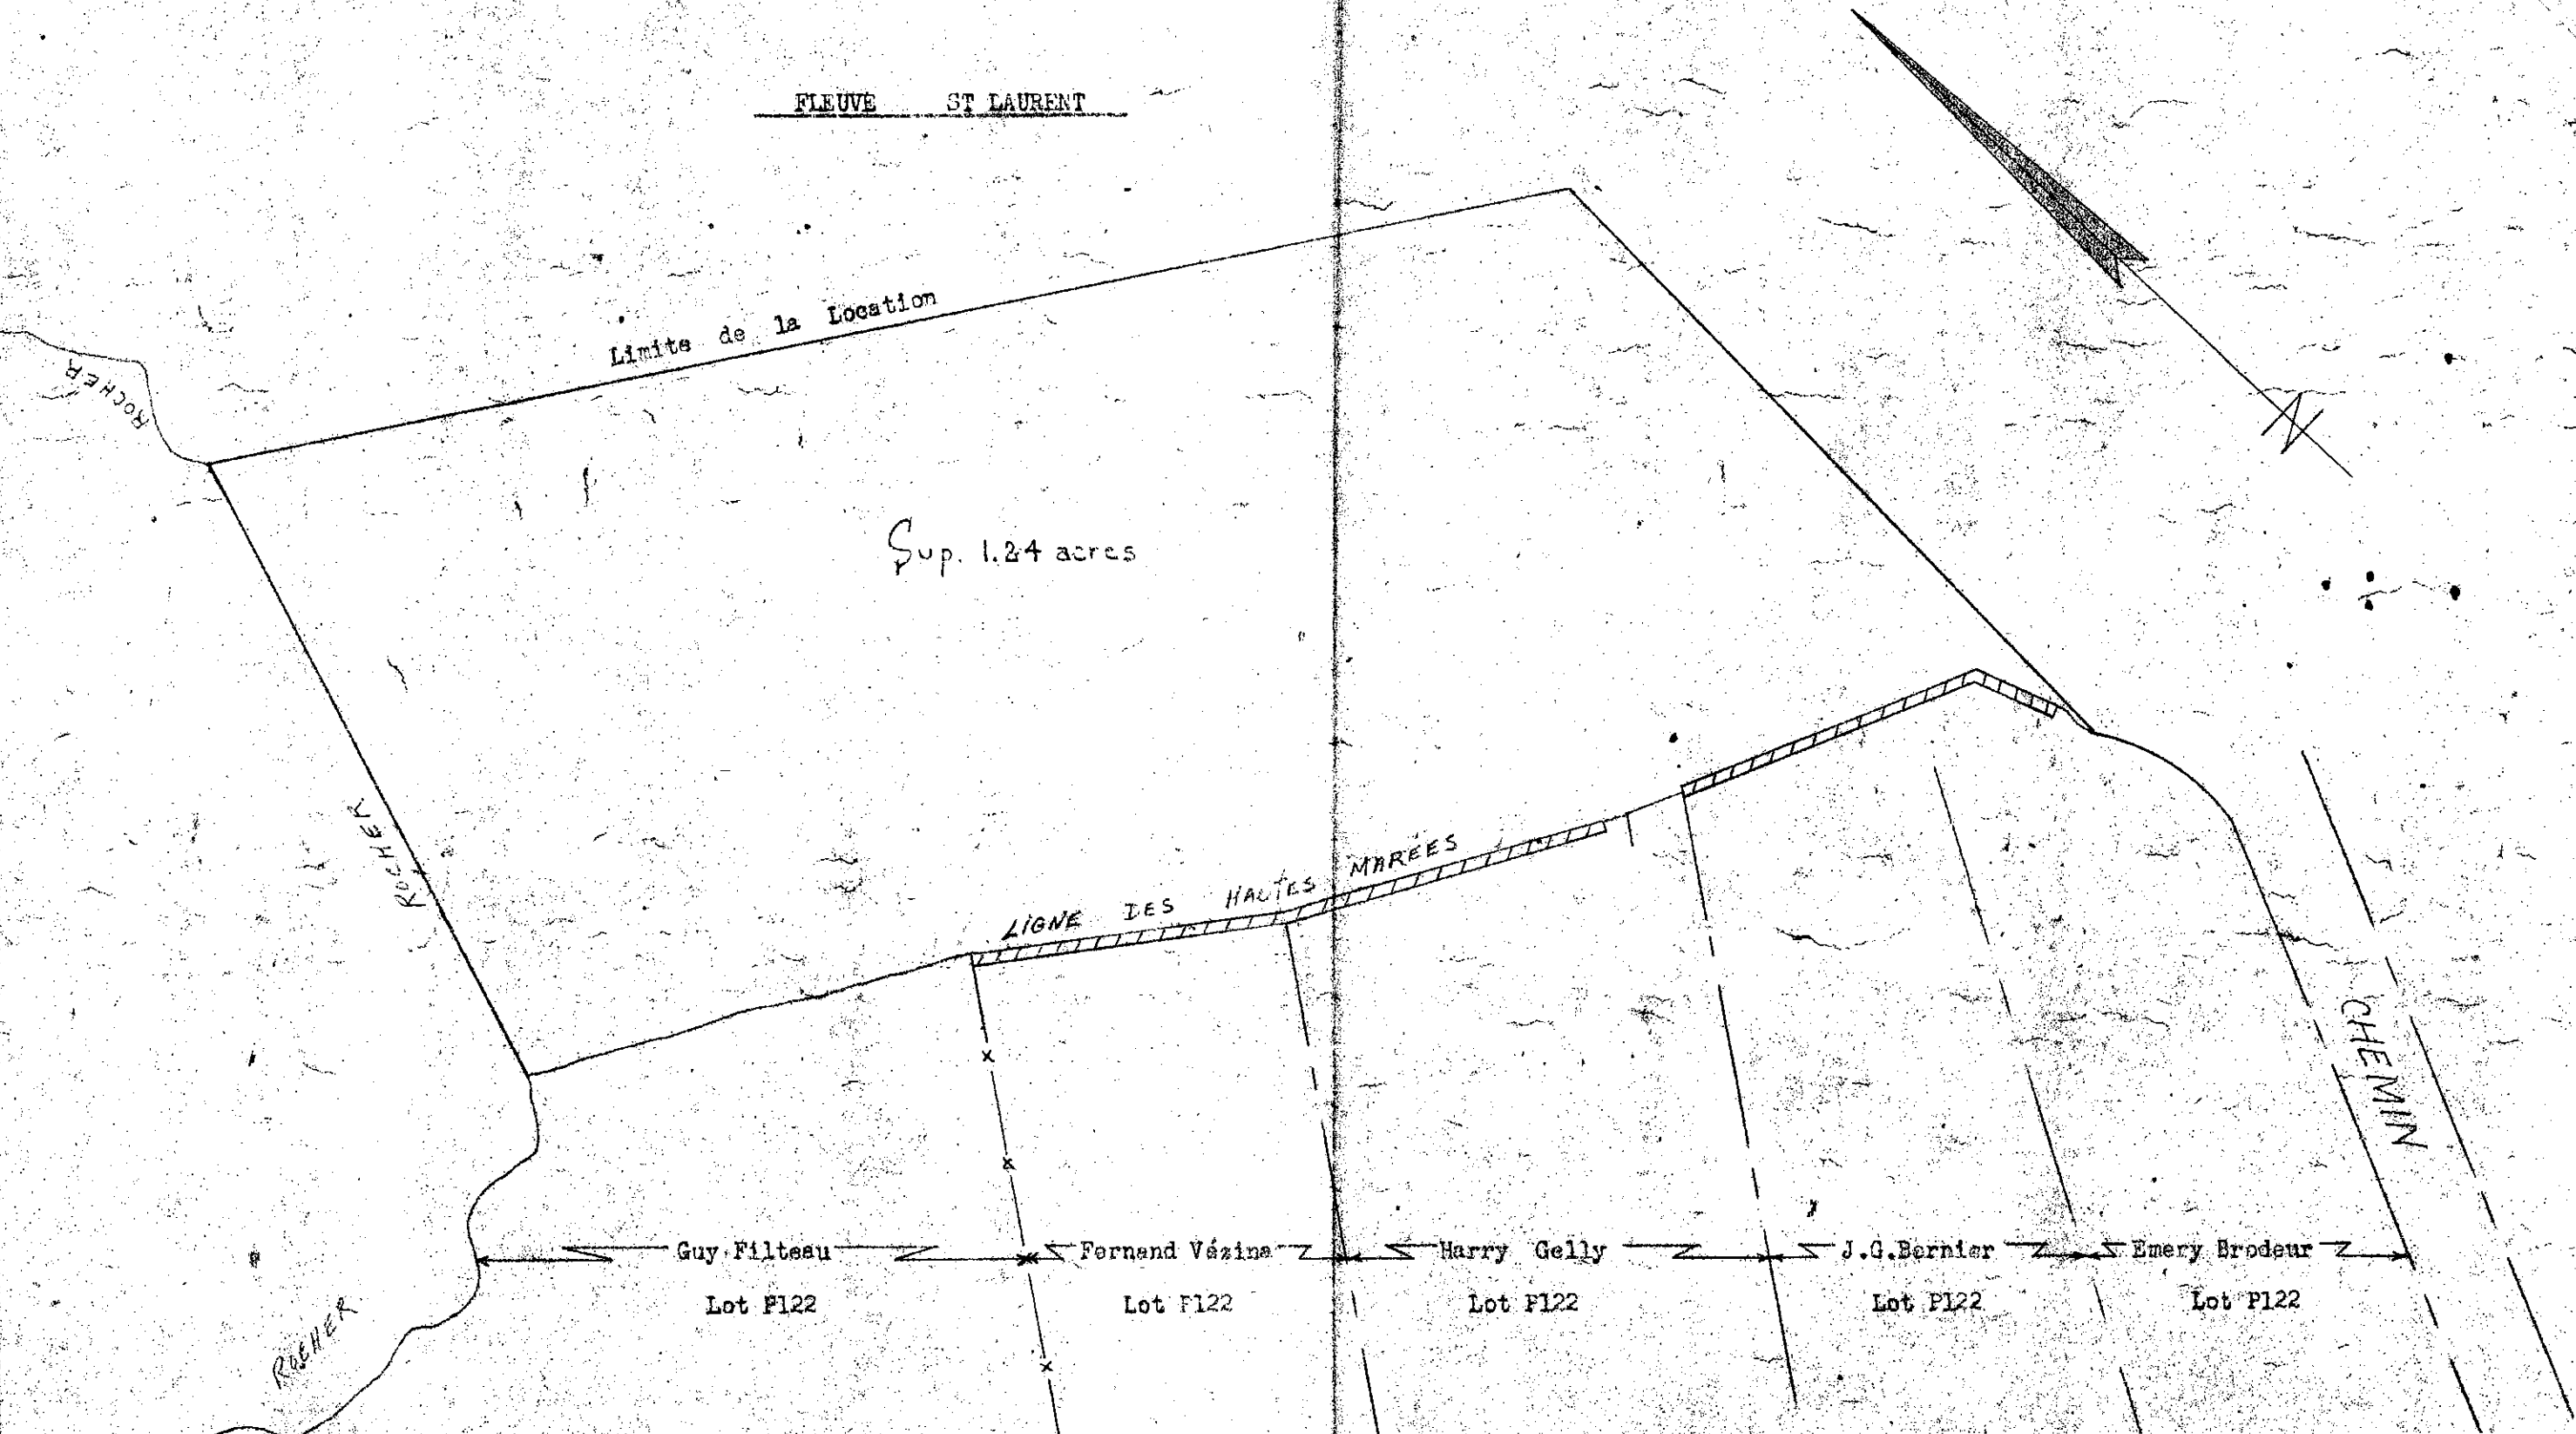 FLEUVE ST LAURENT
Limite de la Location
ROCHER
N
Sup. 1.24 acres
ROCHER
LIGNE DES HAUTES MARÉES
CHEMIN
Guy Filteau
Fernand Vézina
Harry Gelly
J.G.Bernier
Emery Brodeur
Lot P122
Lot P122
Lot P122
Lot P122
Lot P122
ROCHER